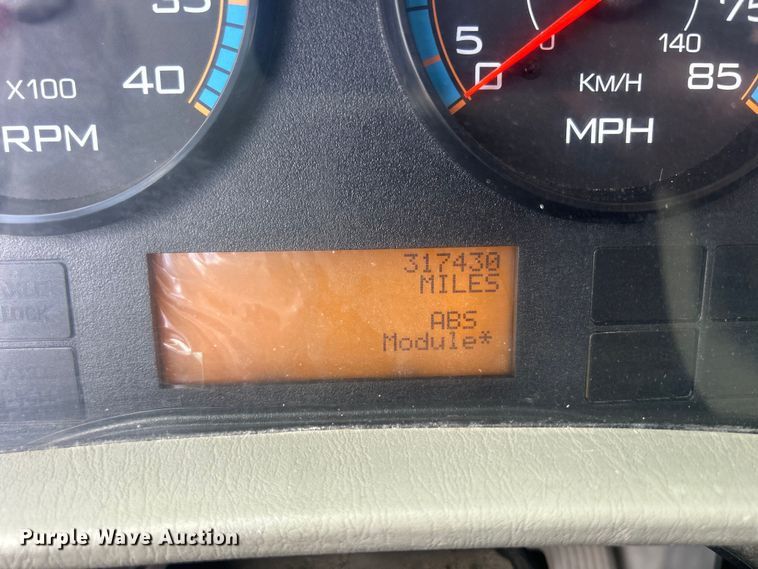 35
40
X100
RPM
75
5
0
0
140
KM/H
85
MPH
317430
MILES
ABS
Module*
LOCK
Purple Wave Auction